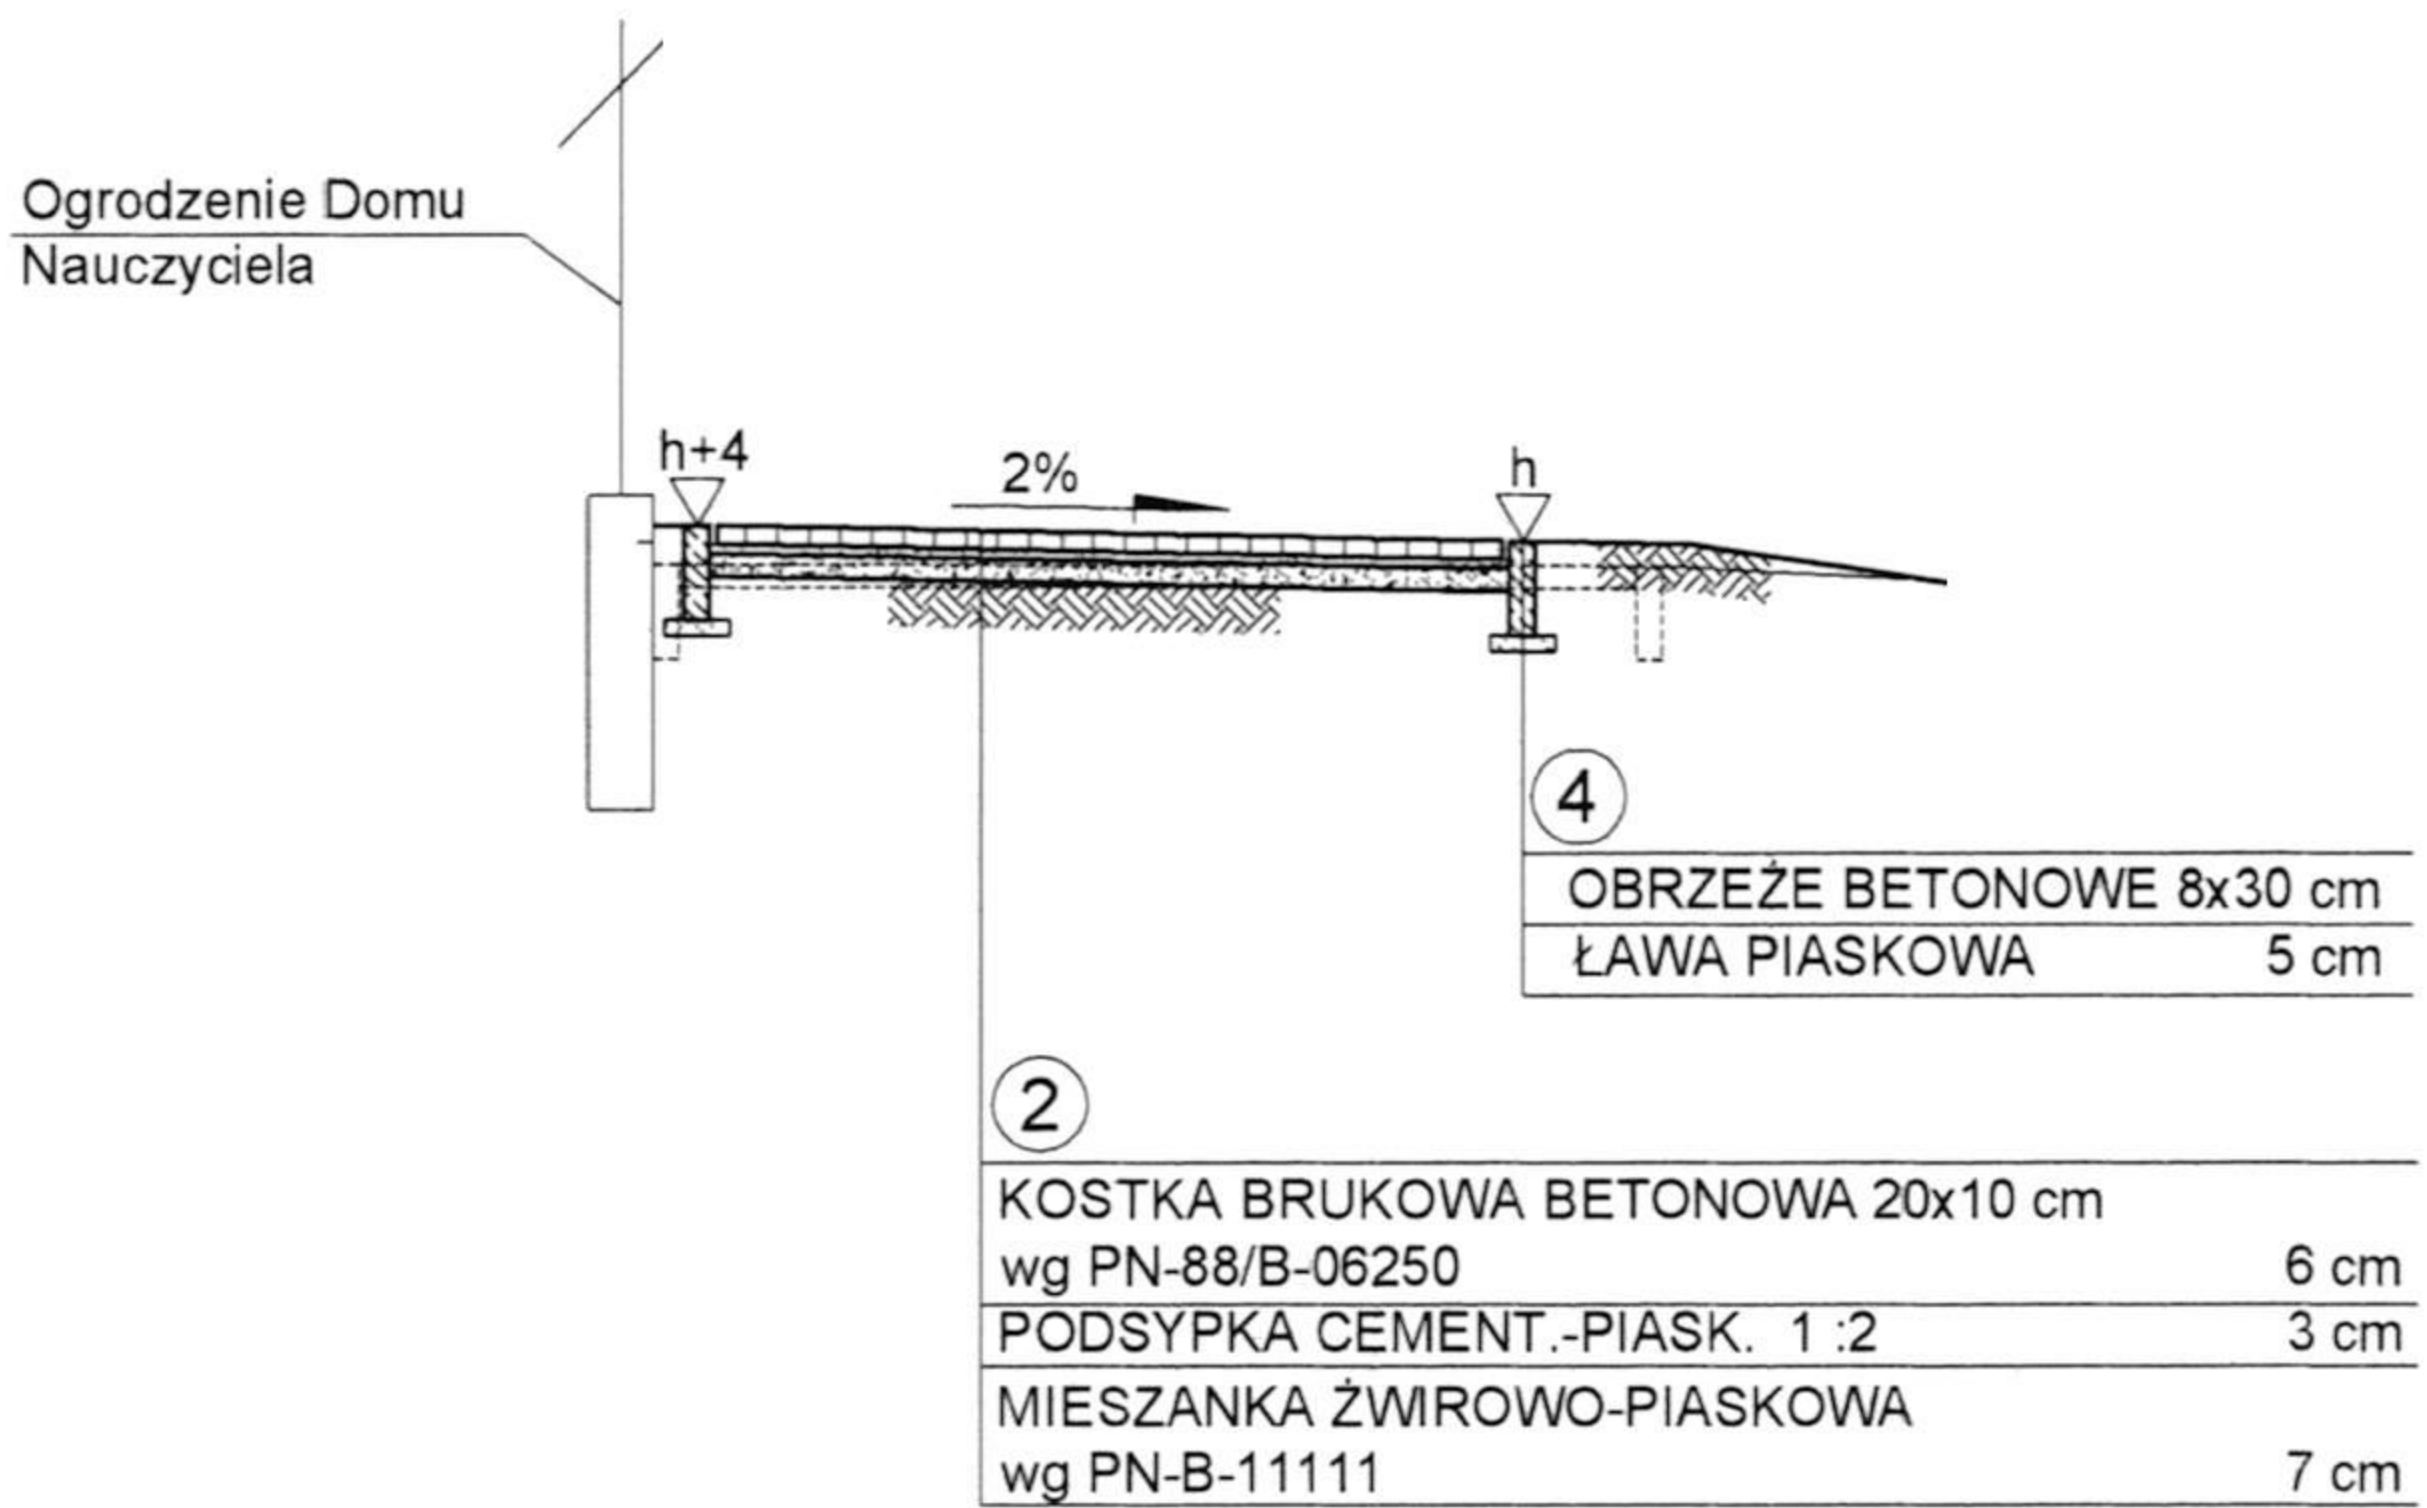 Ogrodzenie Domu
Nauczyciela
h+4
2%
h
4
OBRZEŻE BETONOWE 8x30 cm
ŁAWA PIASKOWA 5 cm
2
KOSTKA BRUKOWA BETONOWA 20x10 cm
wg PN-88/B-06250 6 cm
PODSYPKA CEMENT.-PIASK. 1 :2 3 cm
MIESZANKA ŻWIROWO-PIASKOWA
wg PN-B-11111 7 cm